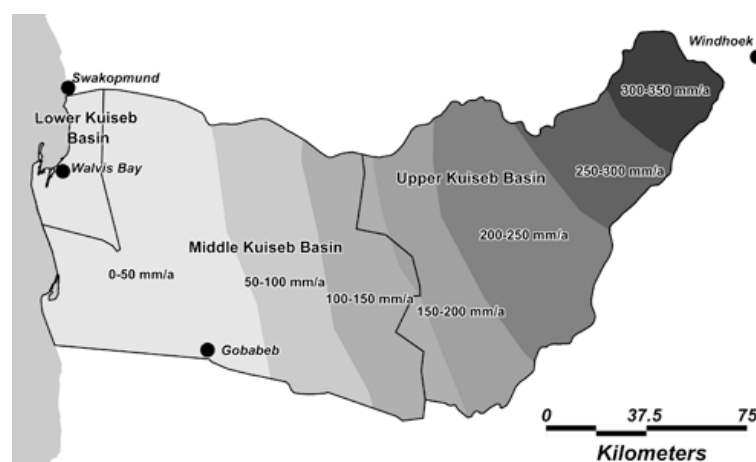 Windhoek
Swakopmund
300-350 mm/a
Lower Kuiseb
Basin
Walvis Bay
250-300 mm/a
Upper Kuiseb Basin
200-250 mm/a
Middle Kuiseb Basin
0-50 mm/a
50-100 mm/a
100-150 mm/a
150-200 mm/a
Gobabeb
0 37.5 75
Kilometers